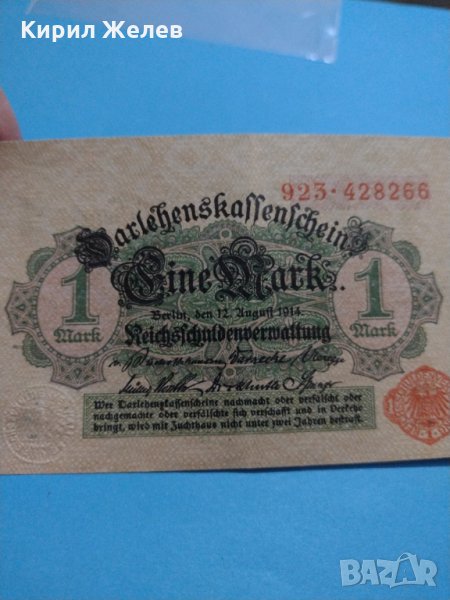 Кирил Желев
923·428266
Darlehenskassenschein
Eine Mark.
1 Mark
1 Mark
Berlin, den 12. August 1914.
Reichsschuldenverwaltung
Wer Darlehenskassenscheine nachmacht oder verfälscht oder
nachgemachte oder verfälschte sich verschafft und in Verkehr
bringt, wird mit Zuchthaus nicht unter zwei Jahren bestraft.
BAZAR